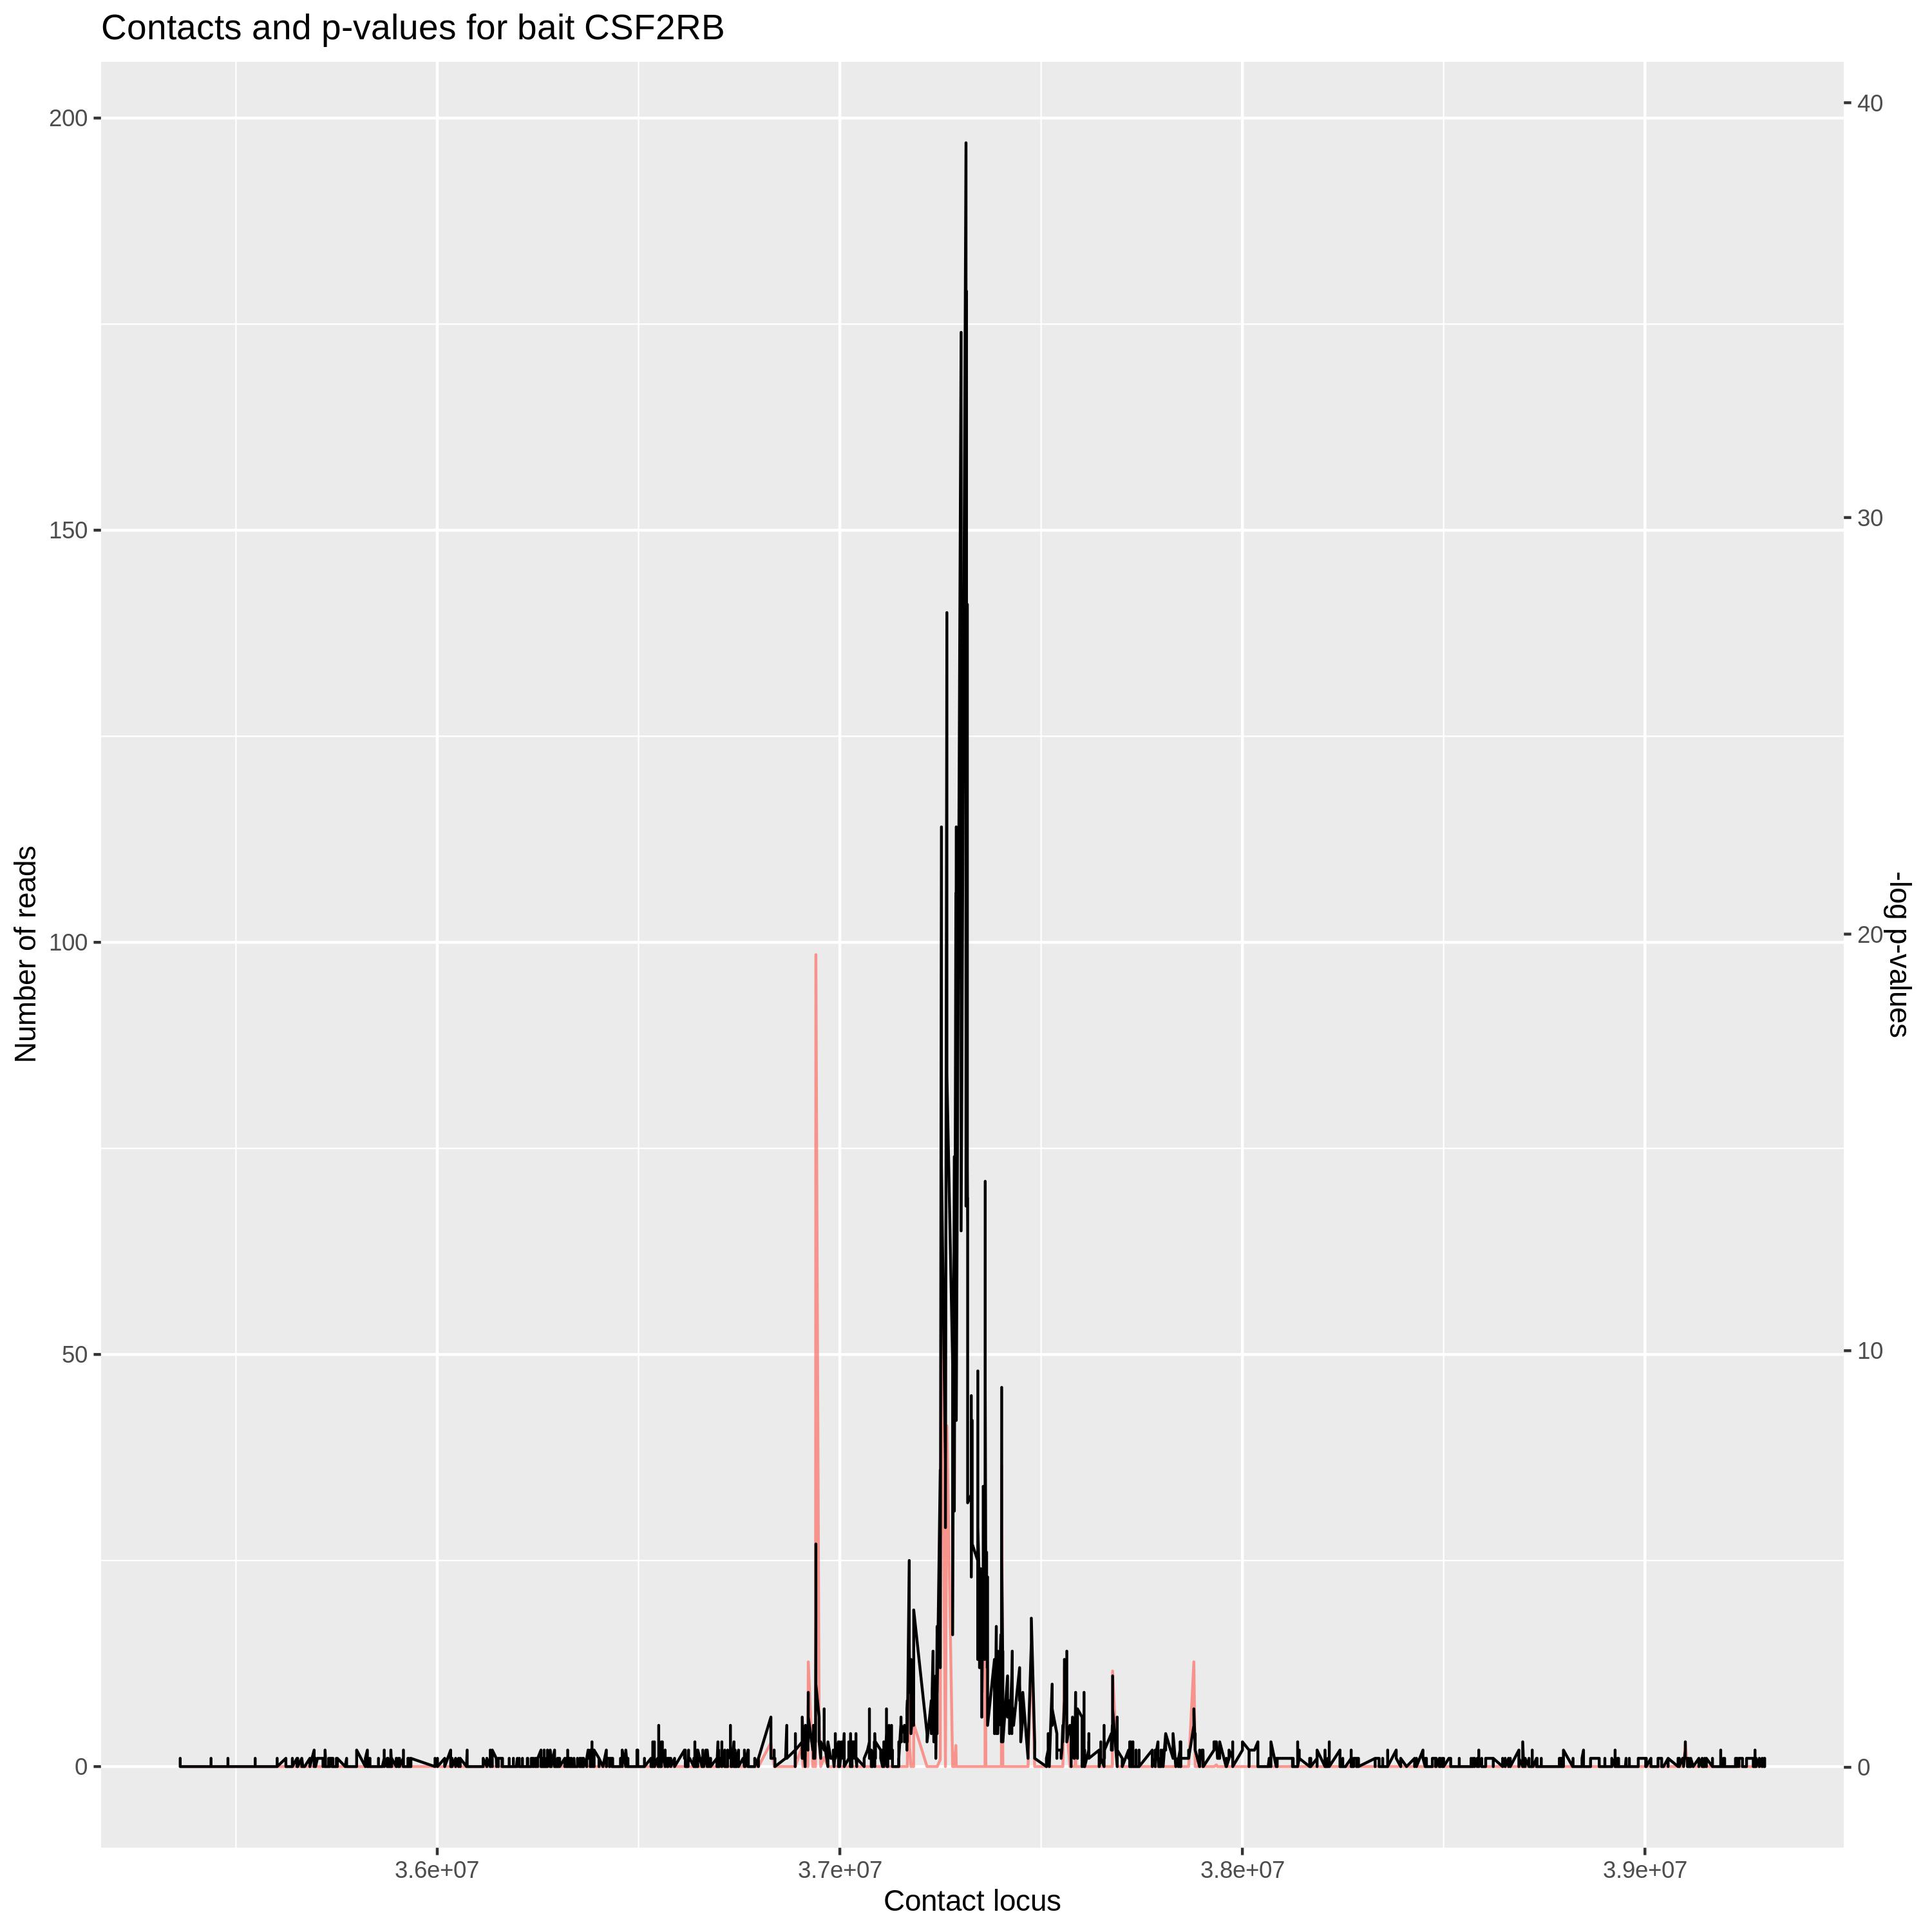 Contacts and p-values for bait CSF2RB
200
150
100
50
0
Number of reads
40
30
20
10
0
-log p-values
3.6e+07
3.7e+07
3.8e+07
3.9e+07
Contact locus